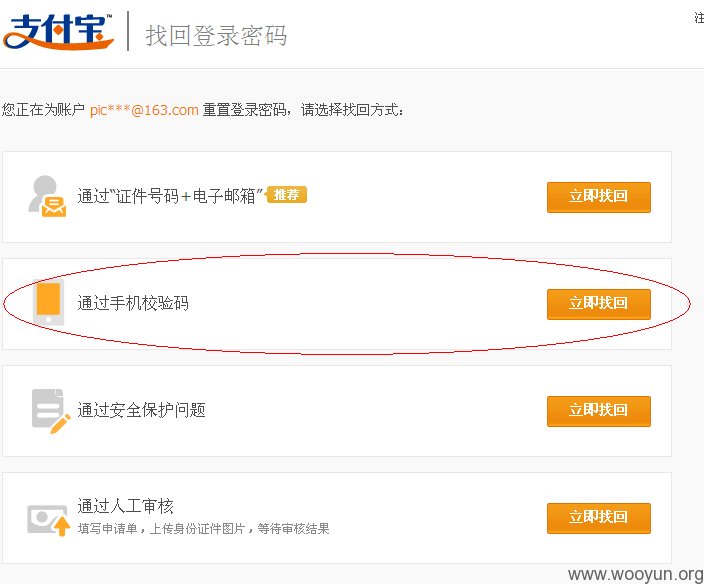 注
支付宝™ 找回登录密码
您正在为账户 pic***@163.com 重置登录密码，请选择找回方式：
通过“证件号码+电子邮箱” 推荐 立即找回
通过手机校验码 立即找回
通过安全保护问题 立即找回
通过人工审核
填写申请单，上传身份证件图片，等待审核结果 立即找回
www.wooyun.org